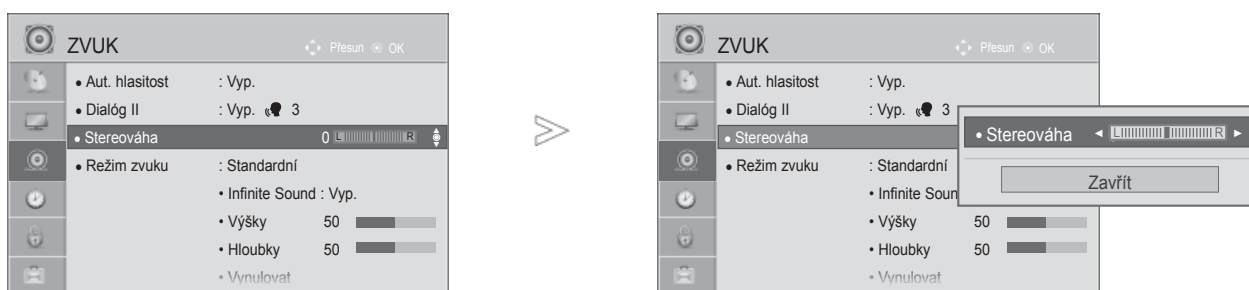 ZVUK
Přesun OK
• Aut. hlasitost : Vyp.
• Dialóg II : Vyp. 3
• Stereováha 0 L R
• Režim zvuku : Standardní
• Infinite Sound : Vyp.
• Výšky 50
• Hloubky 50
• Vynulovat
ZVUK
Přesun OK
• Aut. hlasitost : Vyp.
• Dialóg II : Vyp. 3
• Stereováha
• Režim zvuku : Standardní
• Infinite Soun
• Výšky 50
• Hloubky 50
• Vynulovat
• Stereováha ◄ L R ►
Zavřít